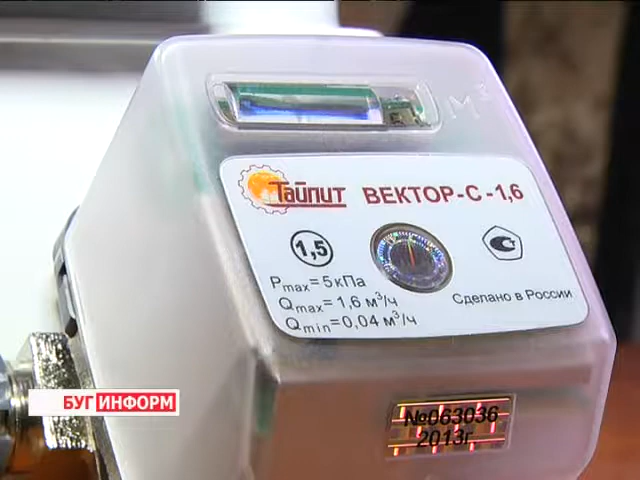 м³
Тайпит ВЕКТОР-С-1,6
1,5
Pmax=5кПа
Qmax=1,6 м³/ч
Qmin=0,04 м³/ч
Сделано в России
БУГИНФОРМ
№063036
2013г